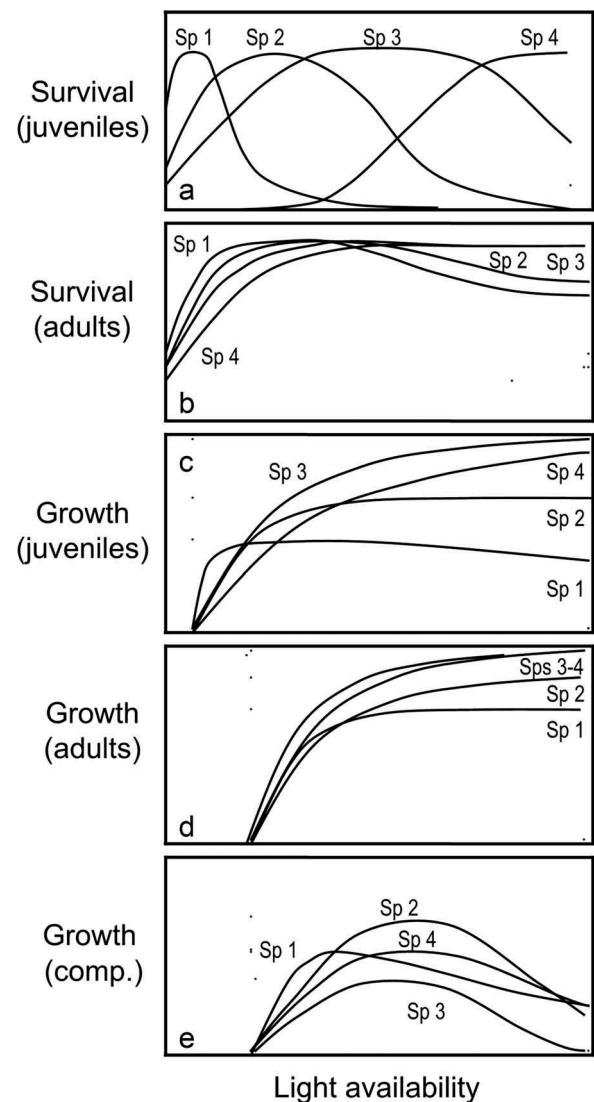 Sp 1 Sp 2 Sp 3 Sp 4
Survival
(juveniles)
a
Sp 1
Sp 2 Sp 3
Survival
(adults)
Sp 4
b
c
Sp 3
Sp 4
Growth
(juveniles)
Sp 2
Sp 1
Sps 3-4
Sp 2
Growth
(adults)
Sp 1
d
Sp 2
Growth
(comp.)
Sp 1
Sp 4
Sp 3
e
Light availability